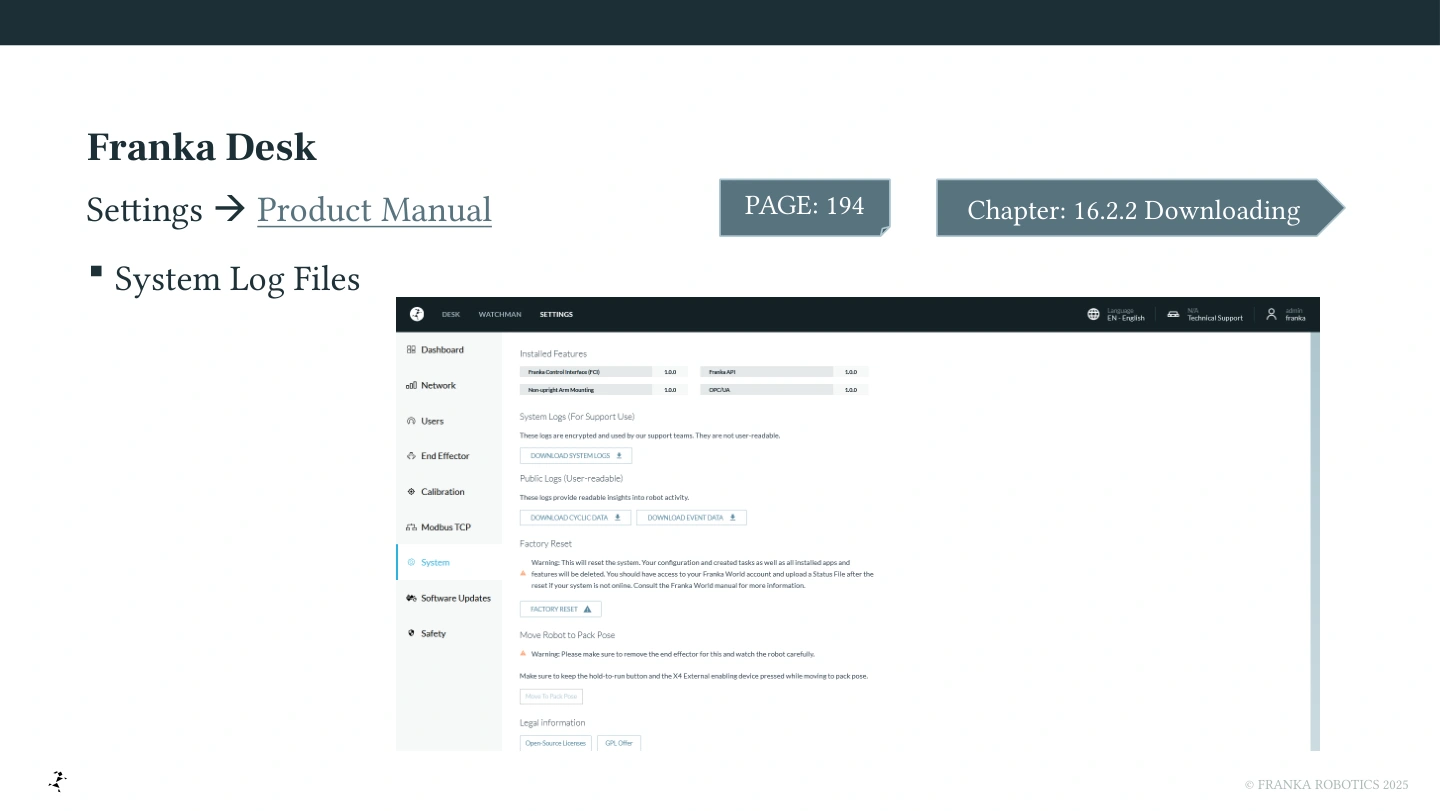 Franka Desk
Settings → Product Manual
PAGE: 194
Chapter: 16.2.2 Downloading
▪ System Log Files
DESK WATCHMAN SETTINGS
Language
EN - English
N/A
Technical Support
admin
franka
Dashboard
Network
Users
End Effector
Calibration
Modbus TCP
System
Software Updates
Safety
Installed Features
Franka Control Interface (FCI) 1.0.0 Franka API 1.0.0
Non-upright Arm Mounting 1.0.0 OPC/UA 1.0.0
System Logs (For Support Use)
These logs are encrypted and used by our support teams. They are not user-readable.
DOWNLOAD SYSTEM LOGS
Public Logs (User-readable)
These logs provide readable insights into robot activity.
DOWNLOAD CYCLIC DATA DOWNLOAD EVENT DATA
Factory Reset
Warning: This will reset the system. Your configuration and created tasks as well as all installed apps and
features will be deleted. You should have access to your Franka World account and upload a Status File after the
reset if your system is not online. Consult the Franka World manual for more information.
FACTORY RESET
Move Robot to Pack Pose
Warning: Please make sure to remove the end effector for this and watch the robot carefully.
Make sure to keep the hold-to-run button and the X4 External enabling device pressed while moving to pack pose.
Move To Pack Pose
Legal information
Open-Source Licenses GPL Offer
© FRANKA ROBOTICS 2025